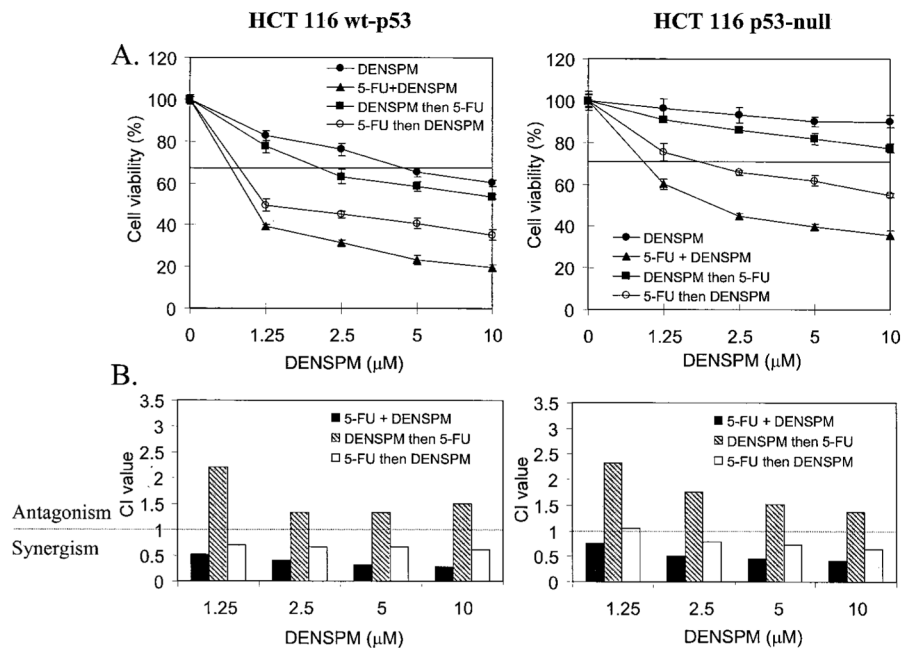 HCT 116 wt-p53
HCT 116 p53-null
A.
120
100
80
60
40
20
0
Cell viability (%)
DENSPM
5-FU+DENSPM
DENSPM then 5-FU
5-FU then DENSPM
0
1.25
2.5
5
10
DENSPM (μM)
120
100
80
60
40
20
0
Cell viability (%)
DENSPM
5-FU + DENSPM
DENSPM then 5-FU
5-FU then DENSPM
0
1.25
2.5
5
10
DENSPM (μM)
B.
3.5
3
2.5
2
1.5
1
0.5
0
CI value
Antagonism
Synergism
5-FU + DENSPM
DENSPM then 5-FU
5-FU then DENSPM
1.25
2.5
5
10
DENSPM (μM)
3.5
3
2.5
2
1.5
1
0.5
0
CI value
5-FU + DENSPM
DENSPM then 5-FU
5-FU then DENSPM
1.25
2.5
5
10
DENSPM (μM)